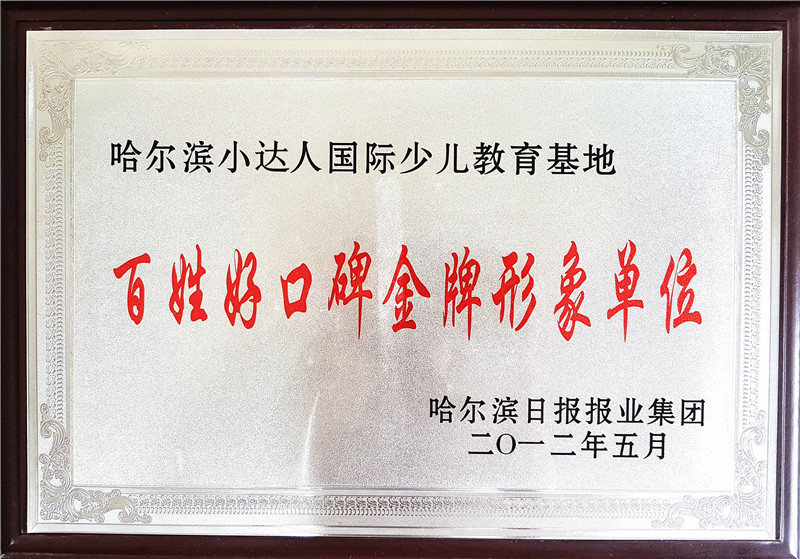 哈尔滨小达人国际少儿教育基地
百姓好口碑金牌形象单位
哈尔滨日报报业集团
二〇一二年五月